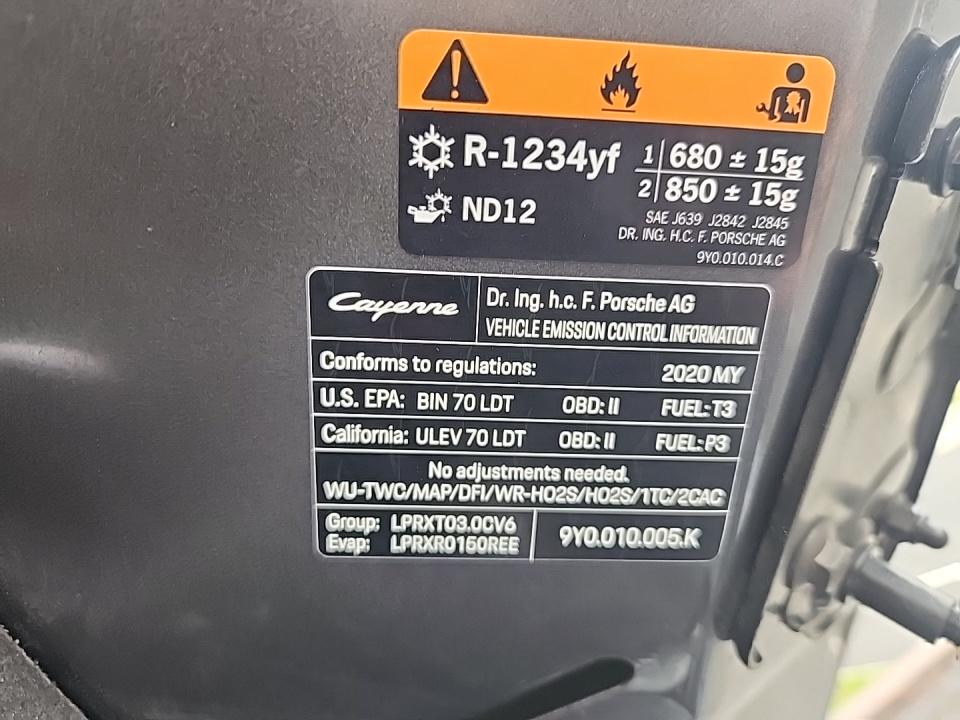 R-1234yf 1 680 ± 15g
2 850 ± 15g
ND12
SAE J639 J2842 J2845
DR. ING. H.C. F. PORSCHE AG
9Y0.010.014.C
Cayenne
Dr. Ing. h.c. F. Porsche AG
VEHICLE EMISSION CONTROL INFORMATION
Conforms to regulations: 2020 MY
U.S. EPA: BIN 70 LDT OBD: II FUEL: T3
California: ULEV 70 LDT OBD: II FUEL: P3
No adjustments needed.
WU-TWC/MAP/DFI/WR-HO2S/HO2S/1TC/2CAC
Group: LPRXT03.0CV6
Evap: LPRXR0150REE
9Y0.010.005.K